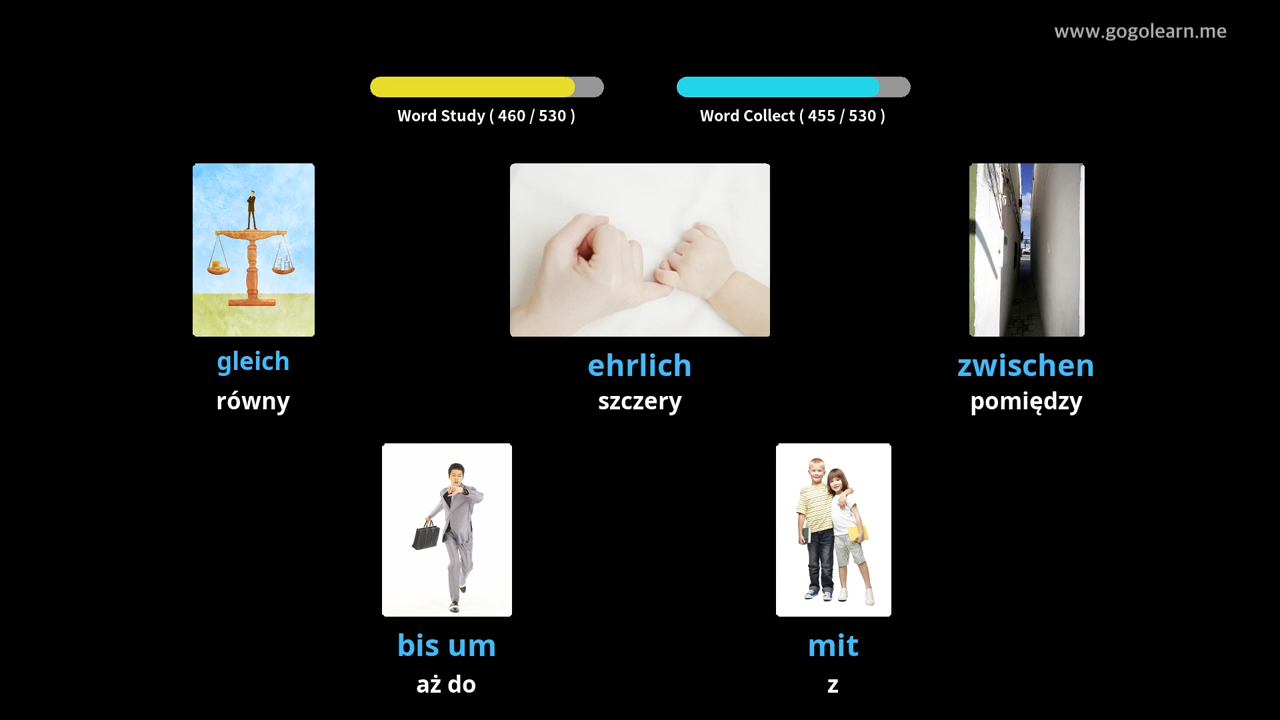 www.gogolearn.me
Word Study ( 460 / 530 )
Word Collect ( 455 / 530 )
gleich
równy
ehrlich
szczery
zwischen
pomiędzy
bis um
aż do
mit
z